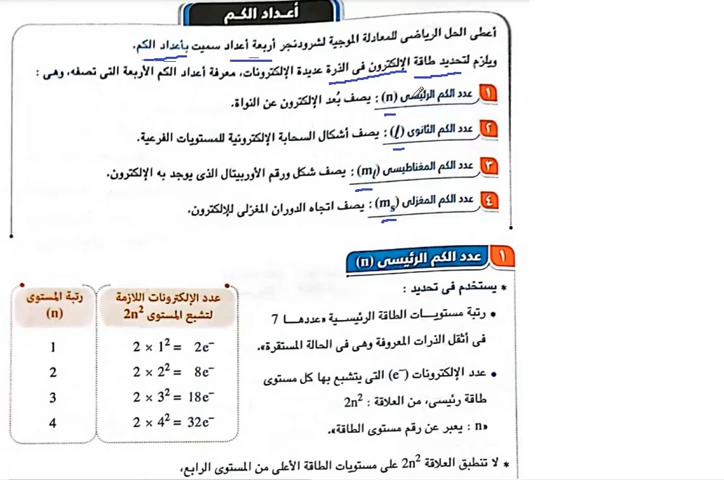 أعداد الكم
أعطى الحل الرياضى للمعادلة الموجية لشرودنجر أربعة أعداد سميت بأعداد الكم.
ويلزم لتحديد طاقة الإلكترون فى الذرة عديدة الإلكترونات، معرفة أعداد الكم الأربعة التى تصفه، وهى :
١ عدد الكم الرئيسى (n) : يصف بُعد الإلكترون عن النواة.
٢ عدد الكم الثانوى (l) : يصف أشكال السحابة الإلكترونية للمستويات الفرعية.
٣ عدد الكم المغناطيسى (mₗ) : يصف شكل ورقم الأوربيتال الذى يوجد به الإلكترون.
٤ عدد الكم المغزلى (mₛ) : يصف اتجاه الدوران المغزلى للإلكترون.
١ عدد الكم الرئيسى (n)
* يستخدم فى تحديد :
• رتبة مستويات الطاقة الرئيسية «عددها 7
فى أثقل الذرات المعروفة وهى فى الحالة المستقرة».
• عدد الإلكترونات (e⁻) التى يتشبع بها كل مستوى
طاقة رئيسى، من العلاقة : 2n²
«n : يعبر عن رقم مستوى الطاقة».
رتبة المستوى (n) عدد الإلكترونات اللازمة لتشبع المستوى 2n²
1 2 × 1² = 2e⁻
2 2 × 2² = 8e⁻
3 2 × 3² = 18e⁻
4 2 × 4² = 32e⁻
* لا تنطبق العلاقة 2n² على مستويات الطاقة الأعلى من المستوى الرابع،